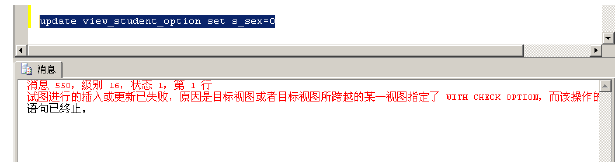 update view_student_option set s_sex=0
消息
消息 550，级别 16，状态 1，第 1 行
试图进行的插入或更新已失败，原因是目标视图或者目标视图所跨越的某一视图指定了 WITH CHECK OPTION，而该操作的
语句已终止。